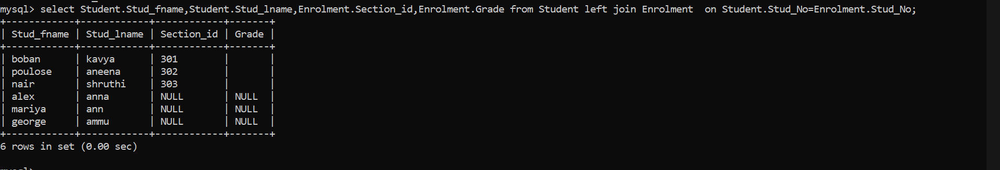 mysql> select Student.Stud_fname,Student.Stud_lname,Enrolment.Section_id,Enrolment.Grade from Student left join Enrolment  on Student.Stud_No=Enrolment.Stud_No;
+------------+------------+------------+-------+
| Stud_fname | Stud_lname | Section_id | Grade |
+------------+------------+------------+-------+
| boban      | kavya      | 301        |       |
| poulose    | aneena     | 302        |       |
| nair       | shruthi    | 303        |       |
| alex       | anna       | NULL       | NULL  |
| mariya     | ann        | NULL       | NULL  |
| george     | ammu       | NULL       | NULL  |
+------------+------------+------------+-------+
6 rows in set (0.00 sec)
mysql>